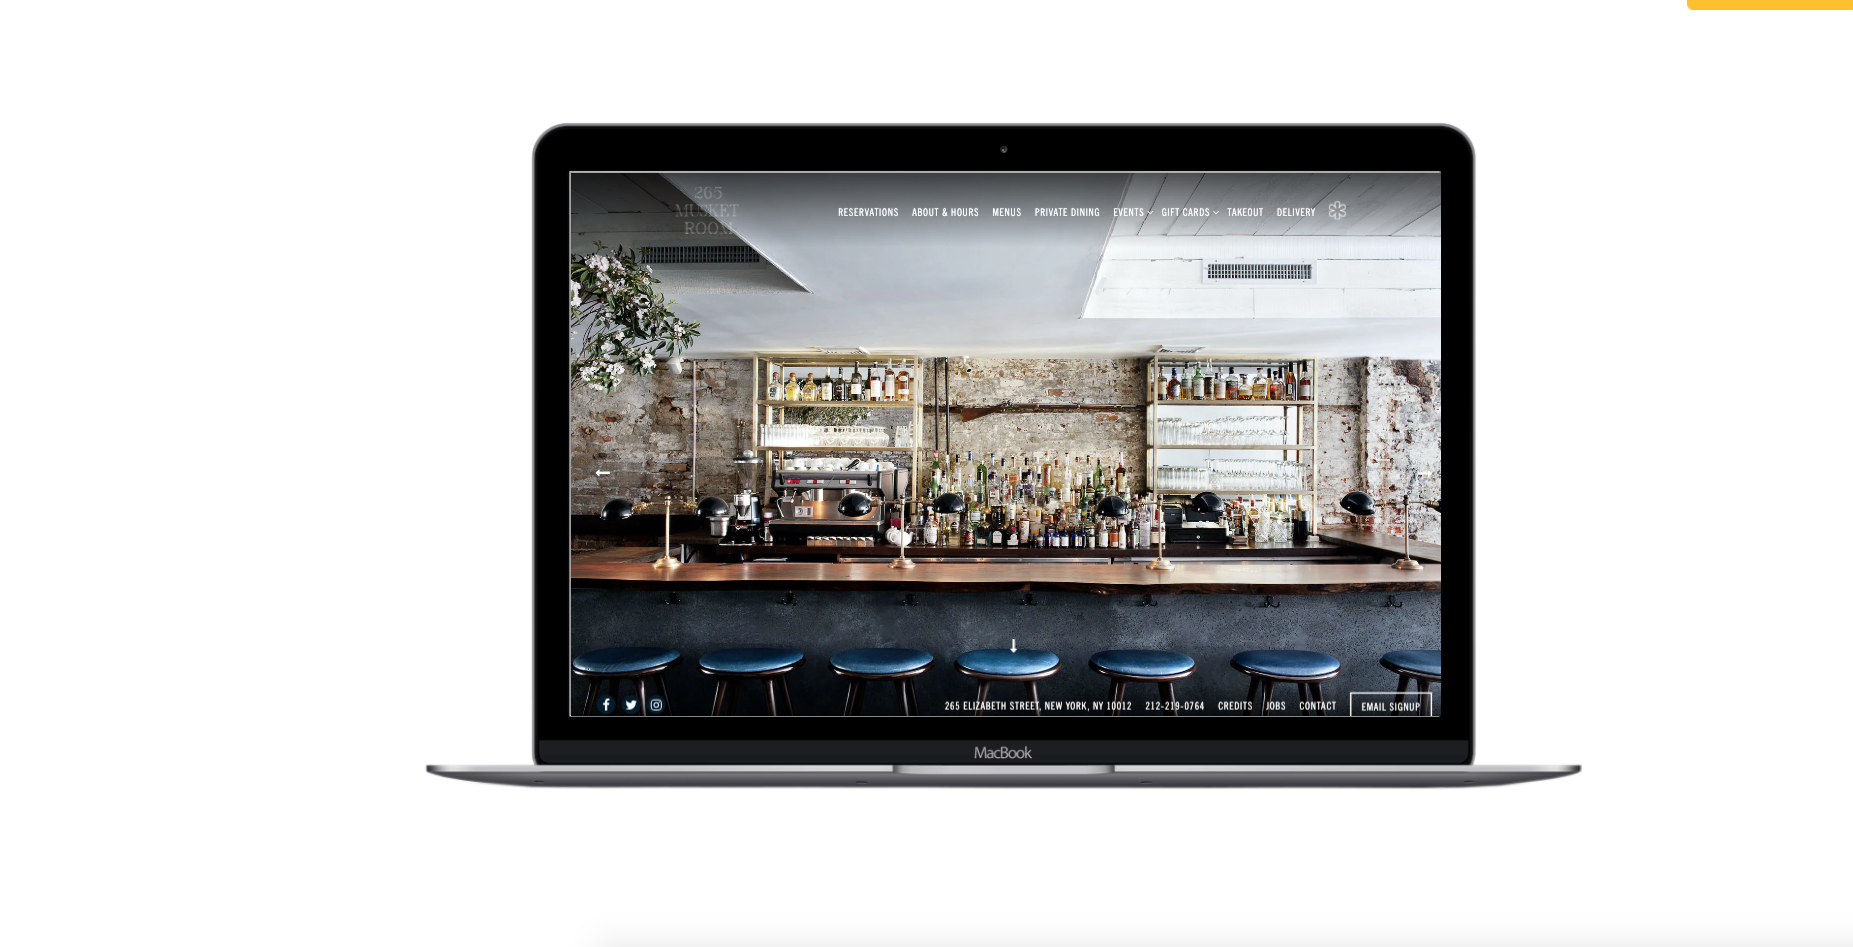 265
MUSKET
ROOM
RESERVATIONS ABOUT & HOURS MENUS PRIVATE DINING EVENTS GIFT CARDS TAKEOUT DELIVERY
265 ELIZABETH STREET, NEW YORK, NY 10012 212-219-0764 CREDITS JOBS CONTACT EMAIL SIGNUP
MacBook